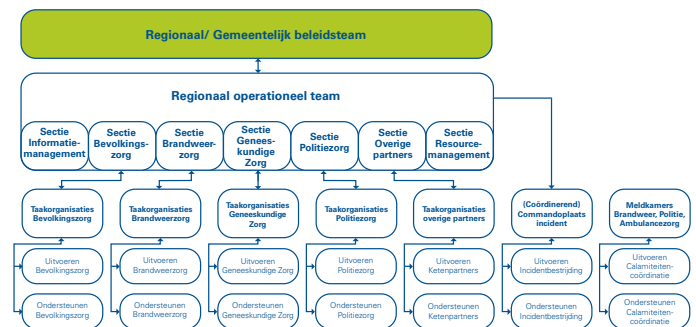 Regionaal/ Gemeentelijk beleidsteam
Regionaal operationeel team
Sectie
Informatie-
management
Sectie
Bevolkings-
zorg
Sectie
Brandweer-
zorg
Sectie
Genees-
kundige
Zorg
Sectie
Politiezorg
Sectie
Overige
partners
Sectie
Resource-
management
Taakorganisaties
Bevolkingszorg
Taakorganisaties
Brandweerzorg
Taakorganisaties
Geneeskundige
Zorg
Taakorganisaties
Politiezorg
Taakorganisaties
overige partners
(Coördinerend)
Commandoplaats
incident
Meldkamers
Brandweer, Politie,
Ambulancezorg
Uitvoeren
Bevolkingszorg
Uitvoeren
Brandweerzorg
Uitvoeren
Geneeskundige Zorg
Uitvoeren
Politiezorg
Uitvoeren
Ketenpartners
Uitvoeren
Incidentbestrijding
Uitvoeren
Calamiteiten-
coördinatie
Ondersteunen
Bevolkingszorg
Ondersteunen
Brandweerzorg
Ondersteunen
Geneeskundige Zorg
Ondersteunen
Politiezorg
Ondersteunen
Ketenpartners
Ondersteunen
Incidentbestrijding
Ondersteunen
Calamiteiten-
coördinatie